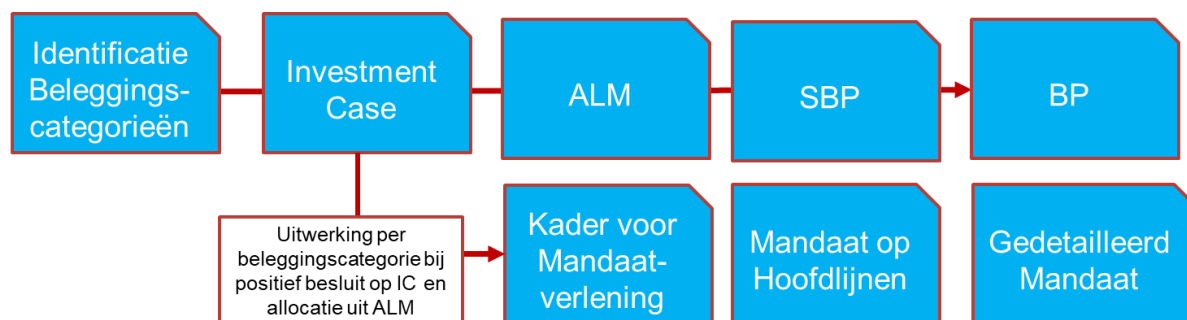 Identificatie
Beleggings-
categorieën
Investment
Case
ALM
SBP
BP
Uitwerking per
beleggingscategorie bij
positief besluit op IC en
allocatie uit ALM
Kader voor
Mandaat-
verlening
Mandaat op
Hoofdlijnen
Gedetailleerd
Mandaat